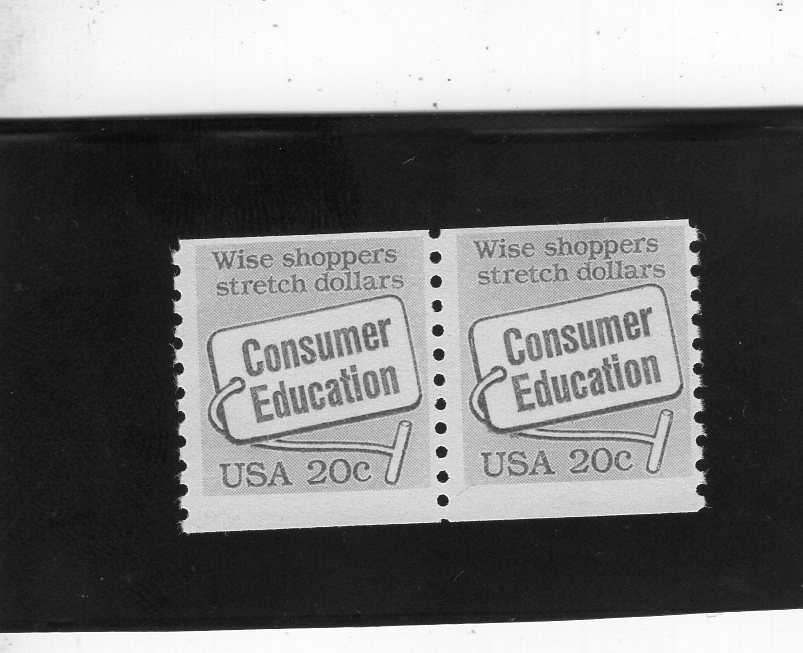 Wise shoppers
stretch dollars
Consumer
Education
USA 20c
Wise shoppers
stretch dollars
Consumer
Education
USA 20c